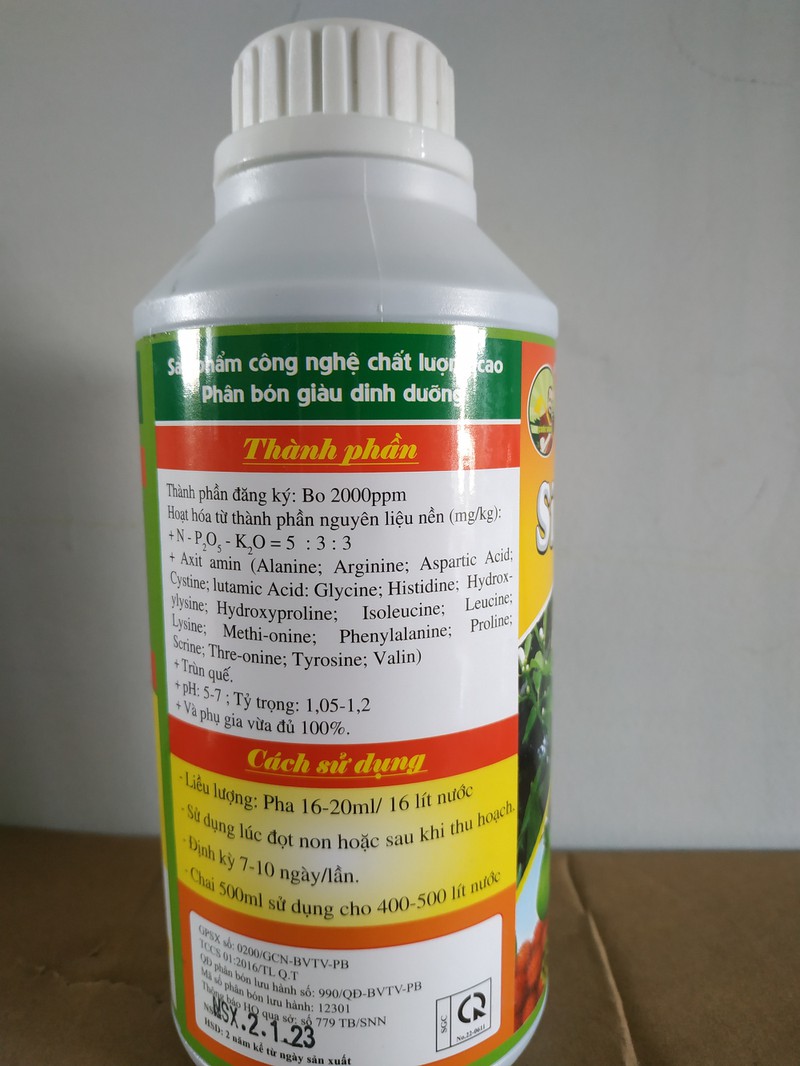 Sản phẩm công nghệ chất lượng cao
Phân bón giàu dinh dưỡng
Thành phần
Thành phần đăng ký: Bo 2000ppm
Hoạt hóa từ thành phần nguyên liệu nền (mg/kg):
+ N - P₂O₅ - K₂O = 5 : 3 : 3
+ Axit amin (Alanine; Arginine; Aspartic Acid;
Cystine; lutamic Acid: Glycine; Histidine; Hydrox-
ylysine; Hydroxyproline; Isoleucine; Leucine;
Lysine; Methi-onine; Phenylalanine; Proline;
Scrine; Thre-onine; Tyrosine; Valin)
+ Trùn quế.
+ pH: 5-7 ; Tỷ trọng: 1,05-1,2
+ Và phụ gia vừa đủ 100%.
Cách sử dụng
- Liều lượng: Pha 16-20ml/ 16 lít nước
- Sử dụng lúc đọt non hoặc sau khi thu hoạch.
- Định kỳ 7-10 ngày/lần.
- Chai 500ml sử dụng cho 400-500 lít nước
GPSX số: 0200/GCN-BVTV-PB
TCCS 01:2016/TL Q.T
QĐ phân bón lưu hành số: 990/QĐ-BVTV-PB
Mã số phân bón lưu hành: 12301
Thông báo HQ qua sở: số 779 TB/SNN
NSX.2.1.23
HSD: 2 năm kể từ ngày sản xuất
SGC
CR
No.22-0611